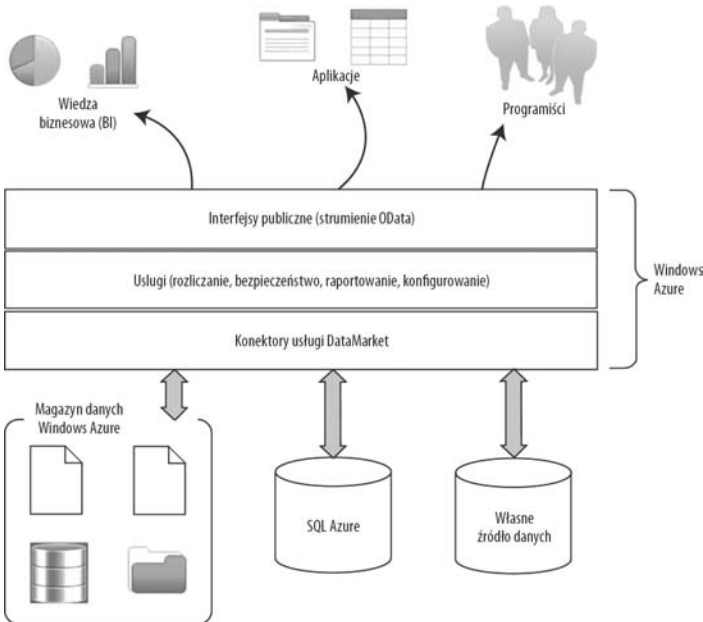 Wiedza
biznesowa (BI)
Aplikacje
Programiści
Interfejsy publiczne (strumienie OData)
Usługi (rozliczanie, bezpieczeństwo, raportowanie, konfigurowanie)
Konektory usługi DataMarket
Windows
Azure
Magazyn danych
Windows Azure
SQL Azure
Własne
źródło danych